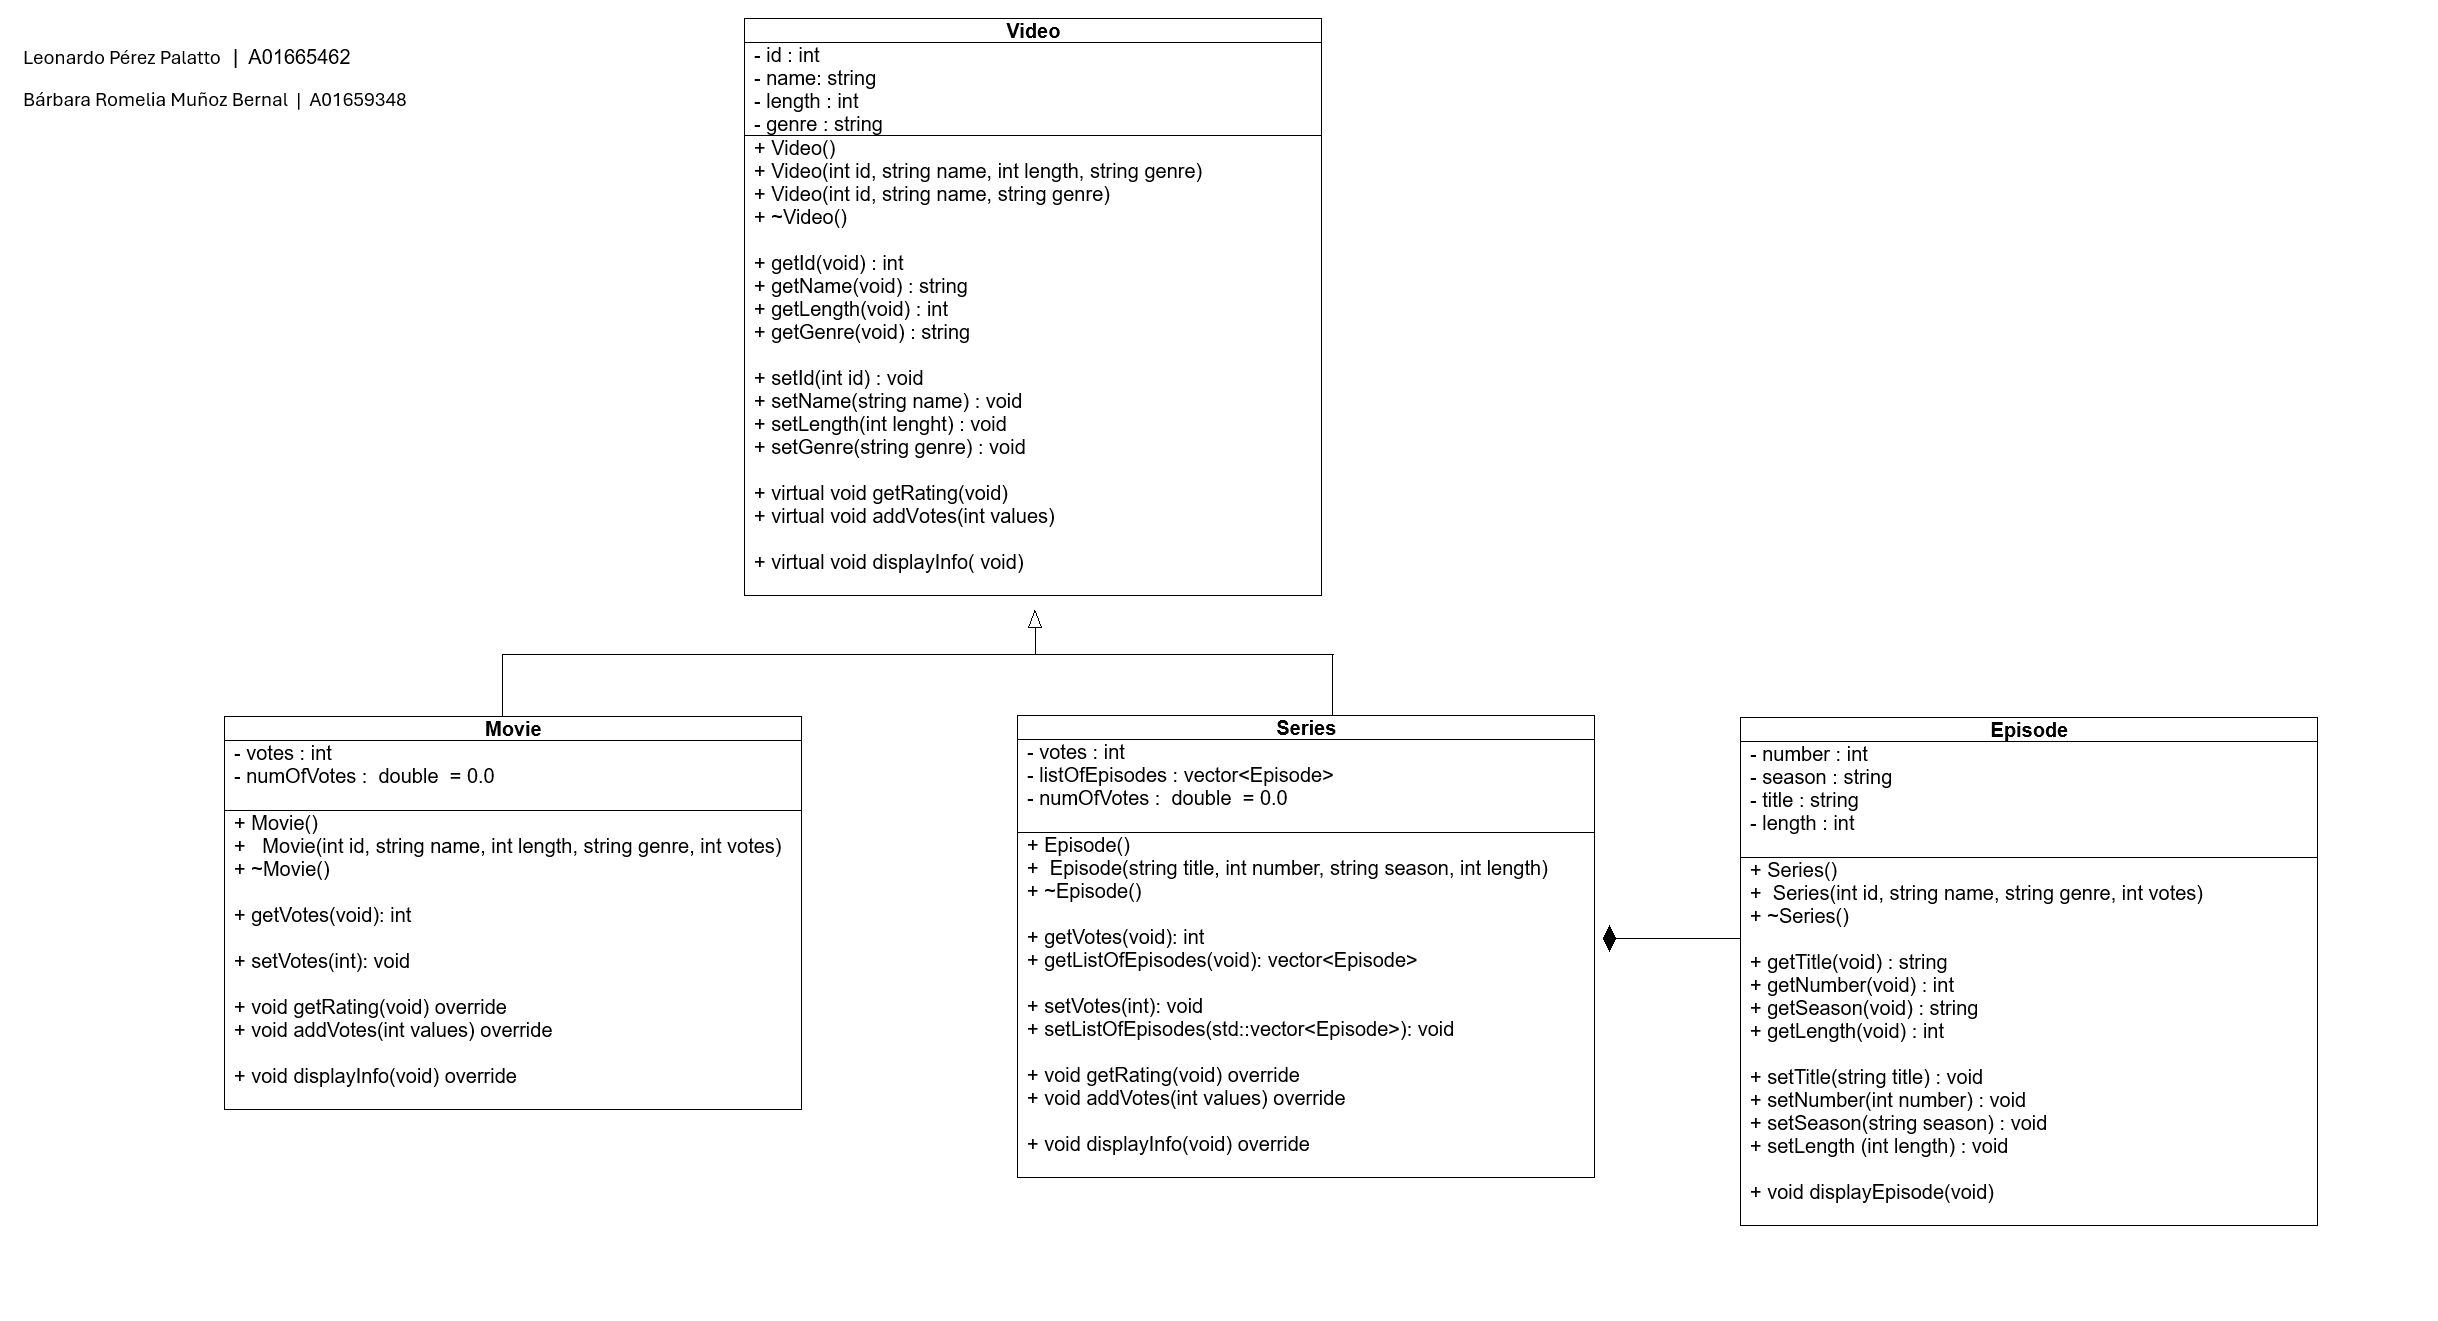 Leonardo Pérez Palatto | A01665462
Bárbara Romelia Muñoz Bernal | A01659348
Video
- id : int
- name: string
- length : int
- genre : string
+ Video()
+ Video(int id, string name, int length, string genre)
+ Video(int id, string name, string genre)
+ ~Video()
+ getId(void) : int
+ getName(void) : string
+ getLength(void) : int
+ getGenre(void) : string
+ setId(int id) : void
+ setName(string name) : void
+ setLength(int lenght) : void
+ setGenre(string genre) : void
+ virtual void getRating(void)
+ virtual void addVotes(int values)
+ virtual void displayInfo( void)
Movie
- votes : int
- numOfVotes :  double  = 0.0
+ Movie()
+   Movie(int id, string name, int length, string genre, int votes)
+ ~Movie()
+ getVotes(void): int
+ setVotes(int): void
+ void getRating(void) override
+ void addVotes(int values) override
+ void displayInfo(void) override
Series
- votes : int
- listOfEpisodes : vector<Episode>
- numOfVotes :  double  = 0.0
+ Episode()
+  Episode(string title, int number, string season, int length)
+ ~Episode()
+ getVotes(void): int
+ getListOfEpisodes(void): vector<Episode>
+ setVotes(int): void
+ setListOfEpisodes(std::vector<Episode>): void
+ void getRating(void) override
+ void addVotes(int values) override
+ void displayInfo(void) override
Episode
- number : int
- season : string
- title : string
- length : int
+ Series()
+  Series(int id, string name, string genre, int votes)
+ ~Series()
+ getTitle(void) : string
+ getNumber(void) : int
+ getSeason(void) : string
+ getLength(void) : int
+ setTitle(string title) : void
+ setNumber(int number) : void
+ setSeason(string season) : void
+ setLength (int length) : void
+ void displayEpisode(void)